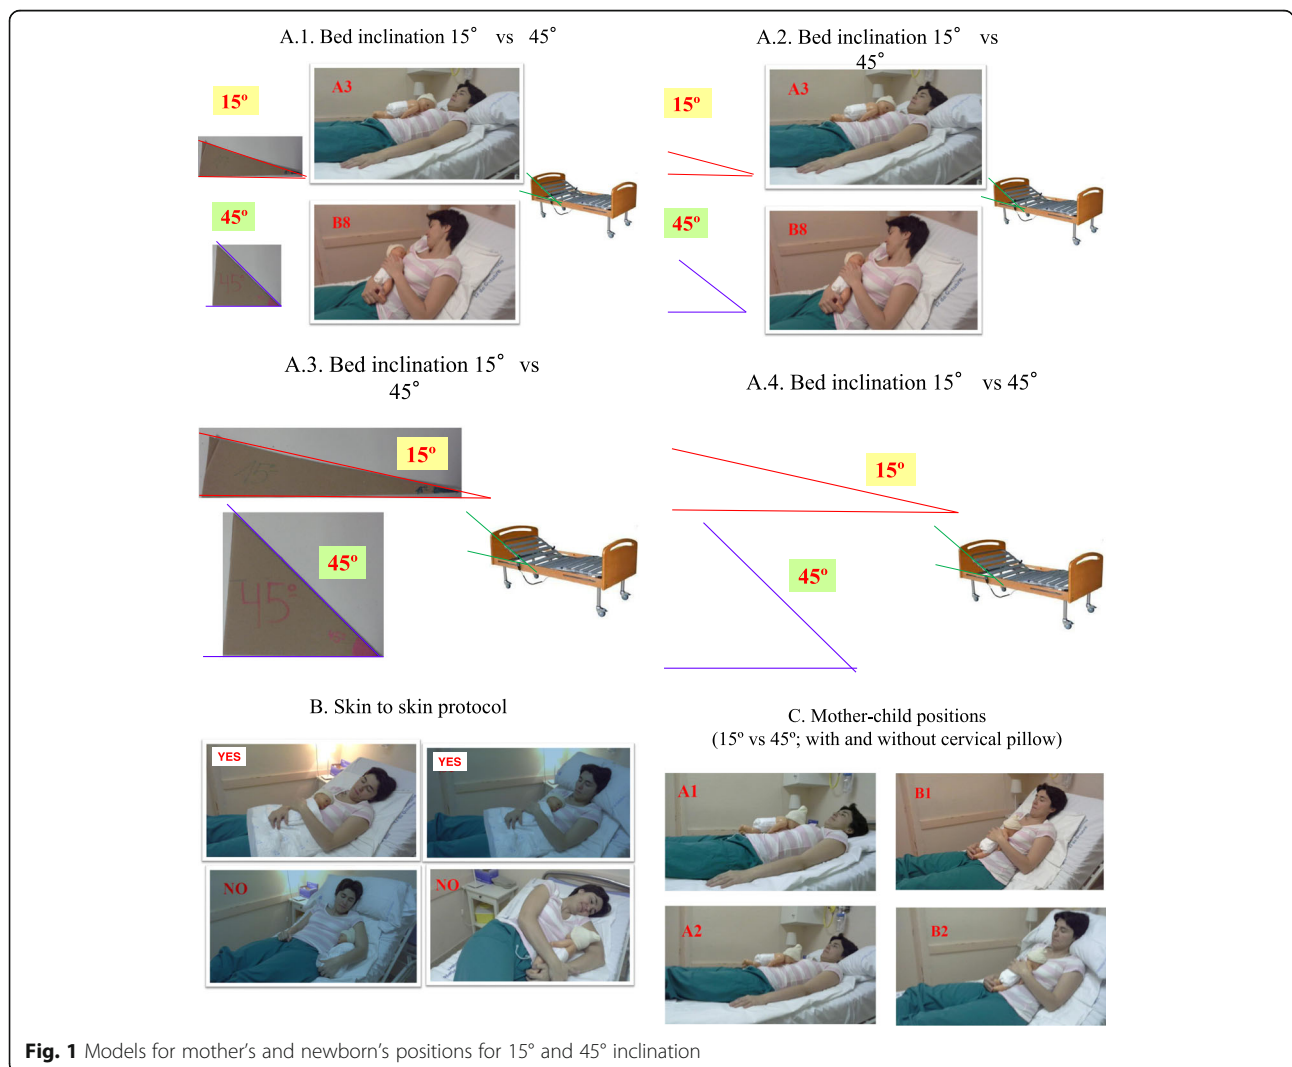 A.1. Bed inclination 15° vs 45°
15º
A3
45º
B8
45º
A.2. Bed inclination 15° vs
45°
15º
A3
45º
B8
A.3. Bed inclination 15° vs
45°
15º
15º
45º
45º
A.4. Bed inclination 15° vs 45°
15º
45º
B. Skin to skin protocol
YES
YES
NO
NO
C. Mother-child positions
(15º vs 45º; with and without cervical pillow)
A1
B1
A2
B2
Fig. 1 Models for mother's and newborn's positions for 15° and 45° inclination